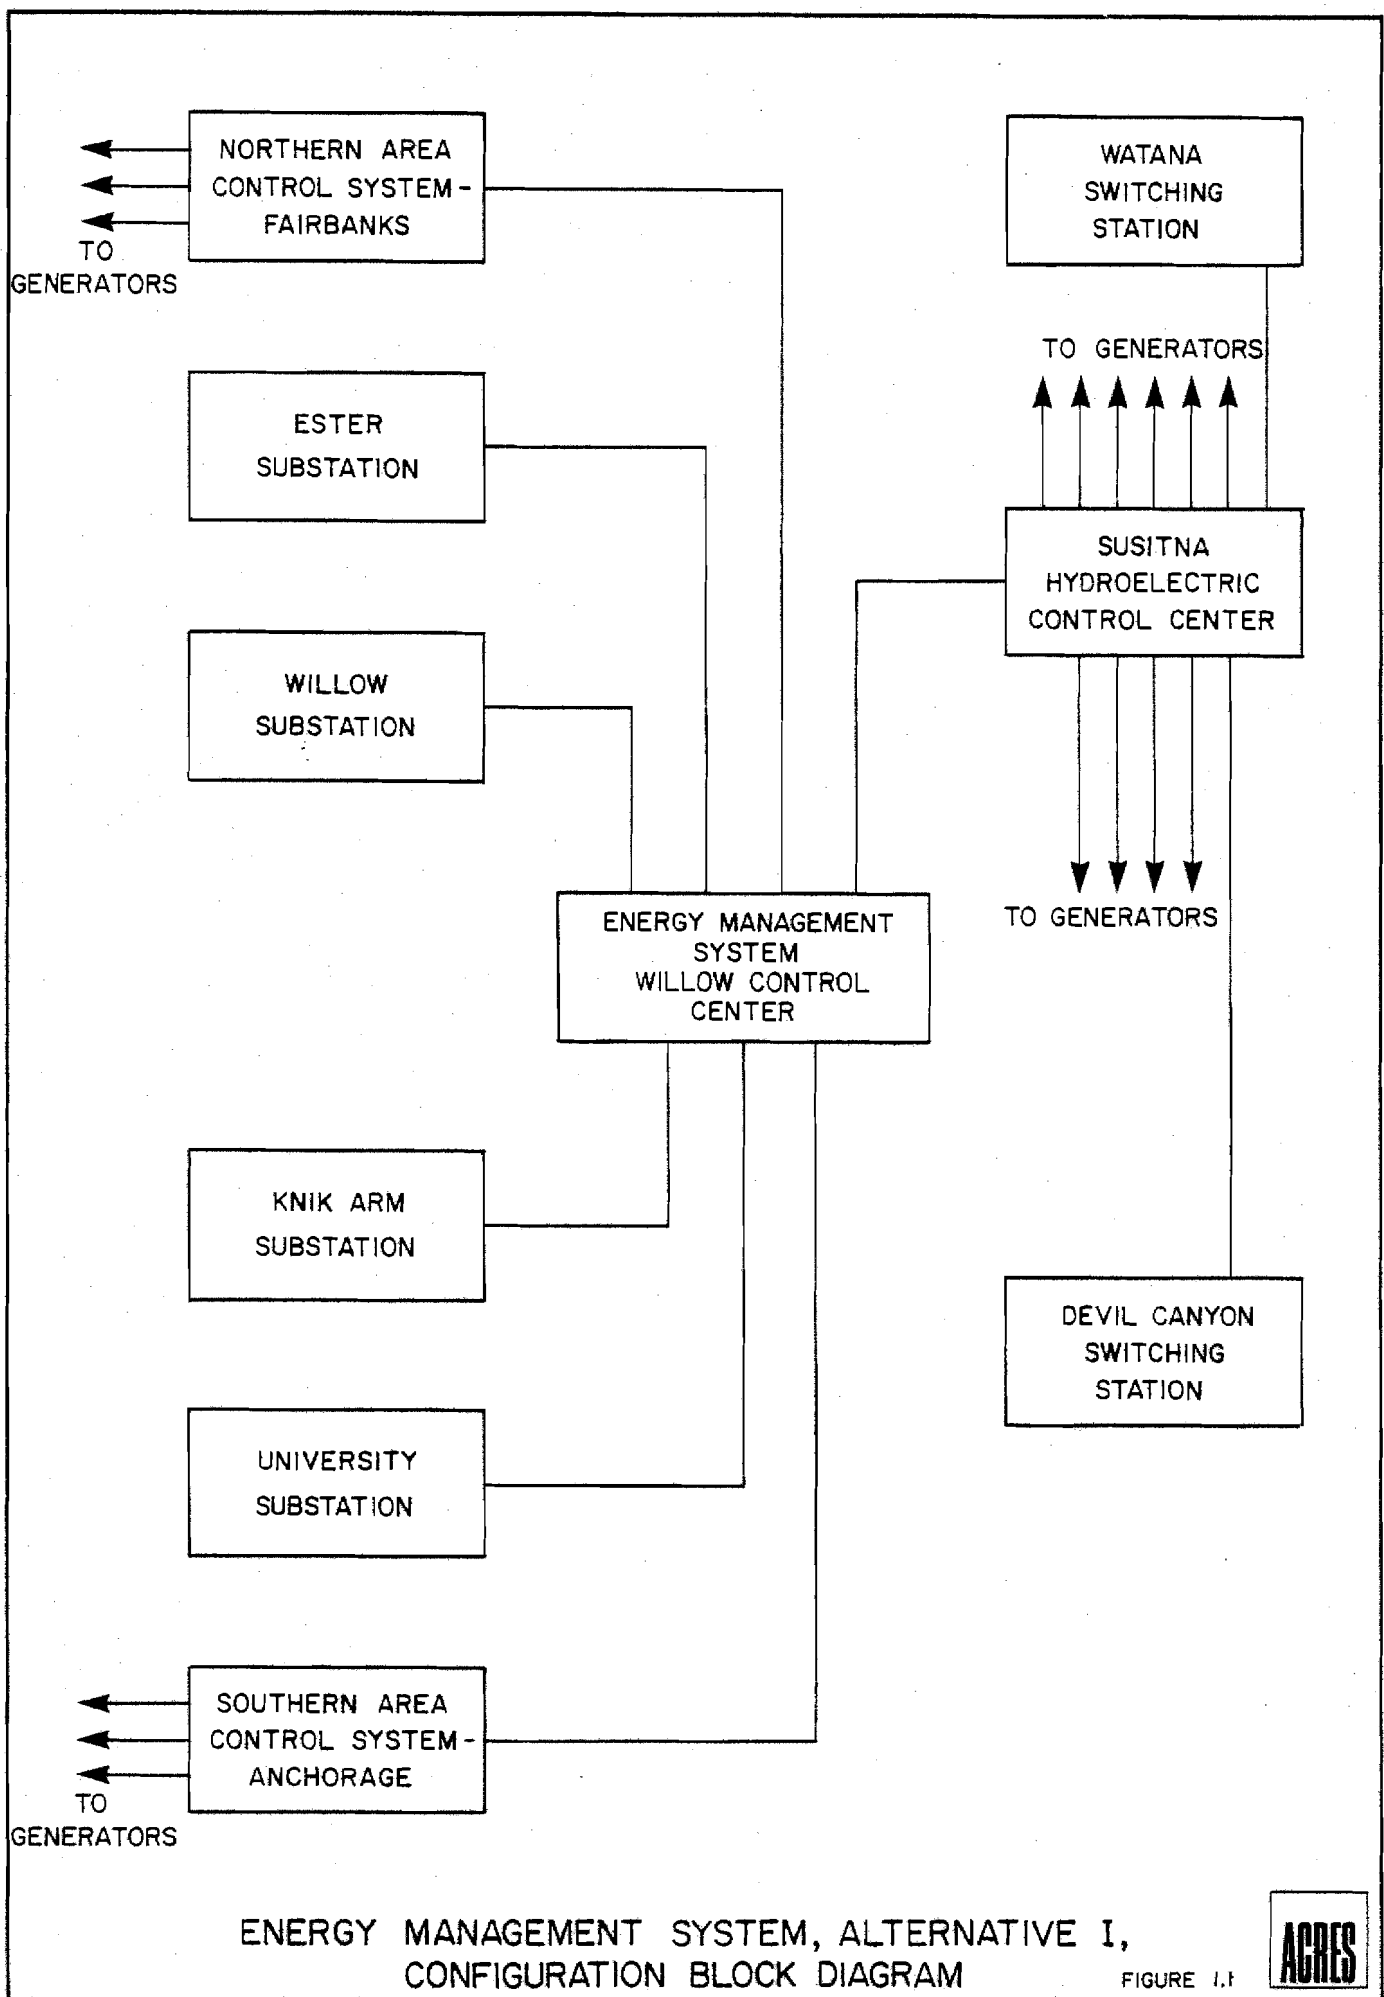 NORTHERN AREA
CONTROL SYSTEM-
FAIRBANKS
TO
GENERATORS
WATANA
SWITCHING
STATION
TO GENERATORS
ESTER
SUBSTATION
SUSITNA
HYDROELECTRIC
CONTROL CENTER
WILLOW
SUBSTATION
TO GENERATORS
ENERGY MANAGEMENT
SYSTEM
WILLOW CONTROL
CENTER
KNIK ARM
SUBSTATION
DEVIL CANYON
SWITCHING
STATION
UNIVERSITY
SUBSTATION
SOUTHERN AREA
CONTROL SYSTEM-
ANCHORAGE
TO
GENERATORS
ENERGY MANAGEMENT SYSTEM, ALTERNATIVE I,
CONFIGURATION BLOCK DIAGRAM
FIGURE 1.1
ACRES